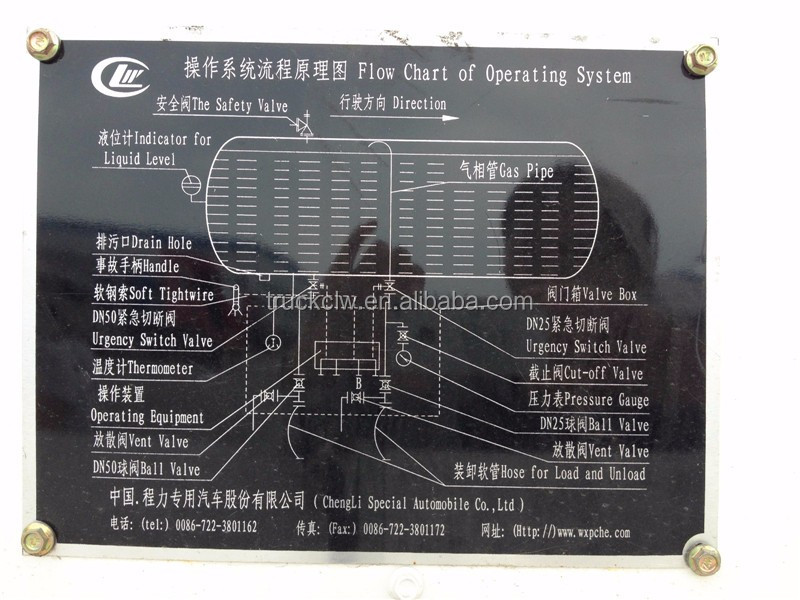 CLW
操作系统流程原理图 Flow Chart of Operating System
安全阀The Safety Valve
行驶方向 Direction
液位计Indicator for
Liquid Level
气相管Gas Pipe
排污口Drain Hole
事故手柄Handle
软钢索Soft Tightwire
DN50紧急切断阀
Urgency Switch Valve
温度计Thermometer
操作装置
Operating Equipment
放散阀Vent Valve
DN50球阀Ball Valve
阀门箱Valve Box
DN25紧急切断阀
Urgency Switch Valve
截止阀Cut-off Valve
压力表Pressure Gauge
DN25球阀Ball Valve
放散阀Vent Valve
装卸软管Hose for Load and Unload
B
truckclw.en.alibaba.com
中国.程力专用汽车股份有限公司 (ChengLi Special Automobile Co.,Ltd)
电话: (tel:) 0086-722-3801162 传真: (Fax:) 0086-722-3801172 网址: (Http://)www.wxpche.com